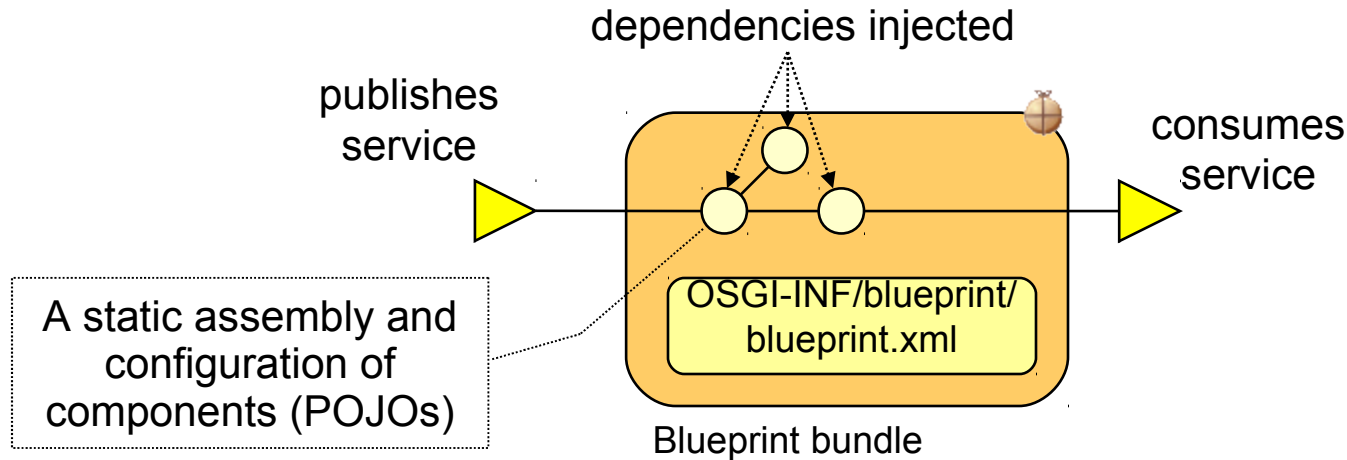 dependencies injected
publishes
service
consumes
service
A static assembly and
configuration of
components (POJOs)
OSGI-INF/blueprint/
blueprint.xml
Blueprint bundle